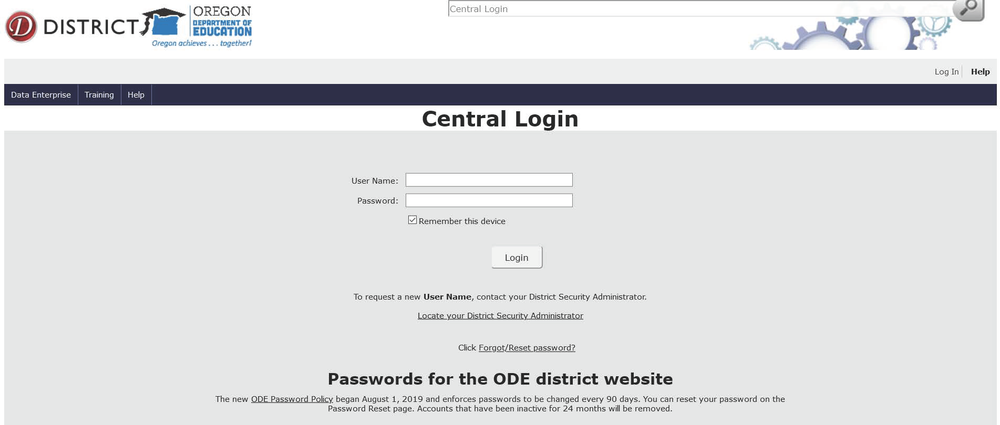 D DISTRICT
OREGON
DEPARTMENT OF
EDUCATION
Oregon achieves . . . together!
Central Login
Log In
Help
Data Enterprise
Training
Help
Central Login
User Name:
Password:
Remember this device
Login
To request a new User Name, contact your District Security Administrator.
Locate your District Security Administrator
Click Forgot/Reset password?
Passwords for the ODE district website
The new ODE Password Policy began August 1, 2019 and enforces passwords to be changed every 90 days. You can reset your password on the
Password Reset page. Accounts that have been inactive for 24 months will be removed.